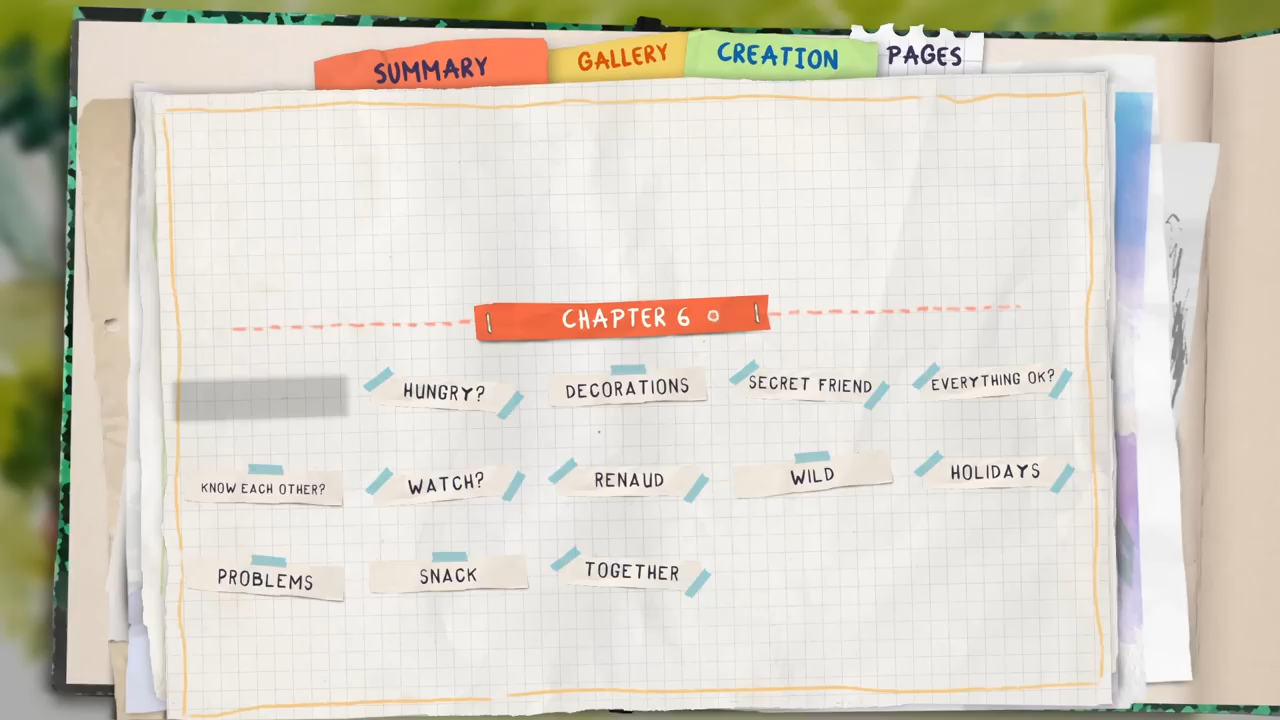 SUMMARY
GALLERY
CREATION
PAGES
CHAPTER 6
HUNGRY?
DECORATIONS
SECRET FRIEND
EVERYTHING OK?
KNOW EACH OTHER?
WATCH?
RENAUD
WILD
HOLIDAYS
PROBLEMS
SNACK
TOGETHER